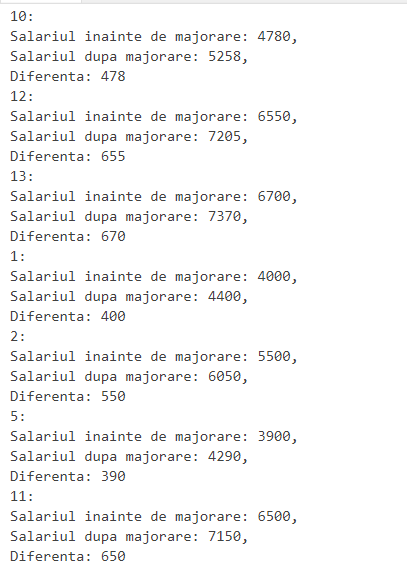 10:
Salariul inainte de majorare: 4780,
Salariul dupa majorare: 5258,
Diferenta: 478
12:
Salariul inainte de majorare: 6550,
Salariul dupa majorare: 7205,
Diferenta: 655
13:
Salariul inainte de majorare: 6700,
Salariul dupa majorare: 7370,
Diferenta: 670
1:
Salariul inainte de majorare: 4000,
Salariul dupa majorare: 4400,
Diferenta: 400
2:
Salariul inainte de majorare: 5500,
Salariul dupa majorare: 6050,
Diferenta: 550
5:
Salariul inainte de majorare: 3900,
Salariul dupa majorare: 4290,
Diferenta: 390
11:
Salariul inainte de majorare: 6500,
Salariul dupa majorare: 7150,
Diferenta: 650